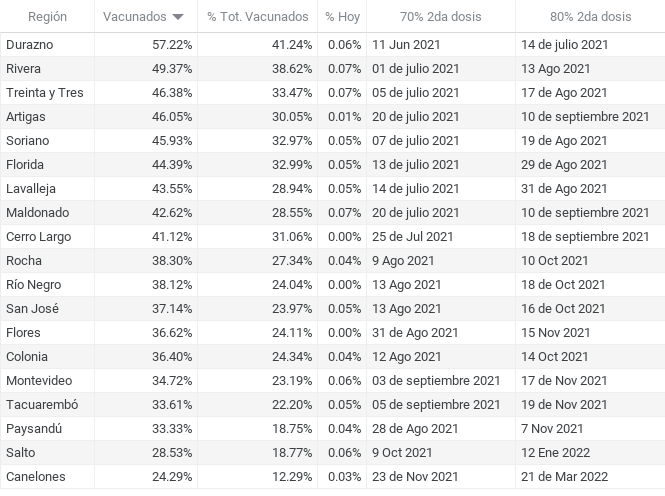 Región Vacunados % Tot. Vacunados % Hoy 70% 2da dosis 80% 2da dosis
Durazno 57.22% 41.24% 0.06% 11 Jun 2021 14 de julio 2021
Rivera 49.37% 38.62% 0.07% 01 de julio 2021 13 Ago 2021
Treinta y Tres 46.38% 33.47% 0.07% 05 de julio 2021 17 de Ago 2021
Artigas 46.05% 30.05% 0.01% 20 de julio 2021 10 de septiembre 2021
Soriano 45.93% 32.97% 0.05% 07 de julio 2021 19 de Ago 2021
Florida 44.39% 32.99% 0.05% 13 de julio 2021 29 de Ago 2021
Lavalleja 43.55% 28.94% 0.05% 14 de julio 2021 31 de Ago 2021
Maldonado 42.62% 28.55% 0.07% 20 de julio 2021 10 de septiembre 2021
Cerro Largo 41.12% 31.06% 0.00% 25 de Jul 2021 18 de septiembre 2021
Rocha 38.30% 27.34% 0.04% 9 Ago 2021 10 Oct 2021
Río Negro 38.12% 24.04% 0.00% 13 Ago 2021 18 de Oct 2021
San José 37.14% 23.97% 0.05% 13 Ago 2021 16 de Oct 2021
Flores 36.62% 24.11% 0.00% 31 de Ago 2021 15 Nov 2021
Colonia 36.40% 24.34% 0.04% 12 Ago 2021 14 Oct 2021
Montevideo 34.72% 23.19% 0.06% 03 de septiembre 2021 17 de Nov 2021
Tacuarembó 33.61% 22.20% 0.05% 05 de septiembre 2021 19 de Nov 2021
Paysandú 33.33% 18.75% 0.04% 28 de Ago 2021 7 Nov 2021
Salto 28.53% 18.77% 0.06% 9 Oct 2021 12 Ene 2022
Canelones 24.29% 12.29% 0.03% 23 de Nov 2021 21 de Mar 2022